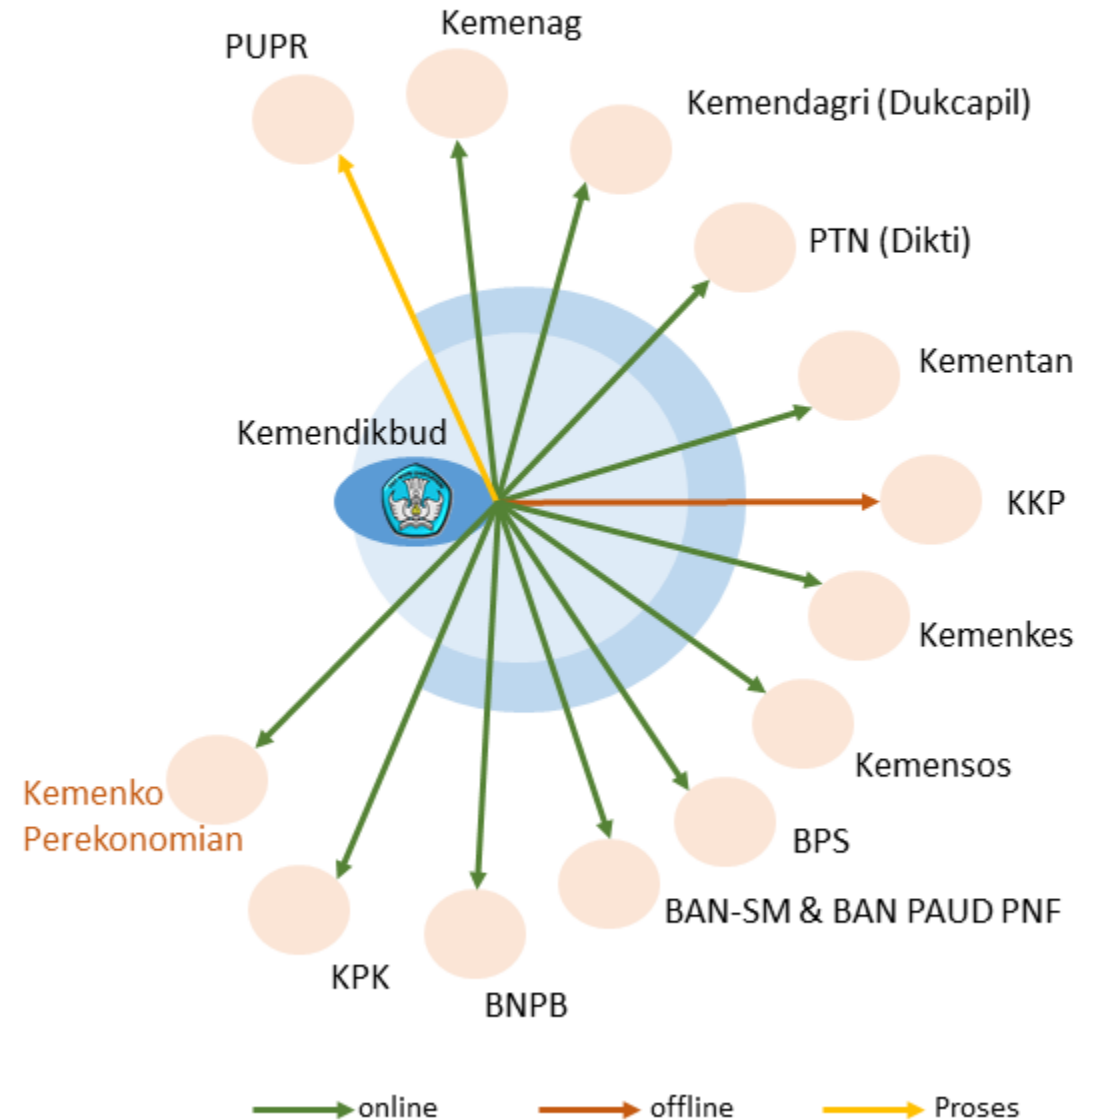 Kemenag
PUPR
Kemendagri (Dukcapil)
PTN (Dikti)
Kementan
Kemendikbud
KKP
Kemenkes
Kemensos
Kemenko
Perekonomian
BPS
BAN-SM & BAN PAUD PNF
KPK
BNPB
online
offline
Proses